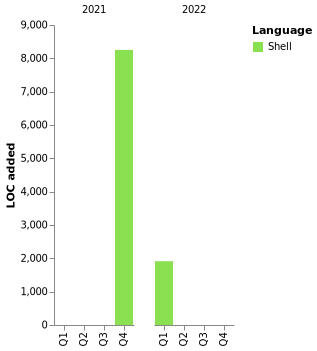 2021 2022
Language
Shell
LOC added
9,000
8,000
7,000
6,000
5,000
4,000
3,000
2,000
1,000
0
Q1 Q2 Q3 Q4 Q1 Q2 Q3 Q4